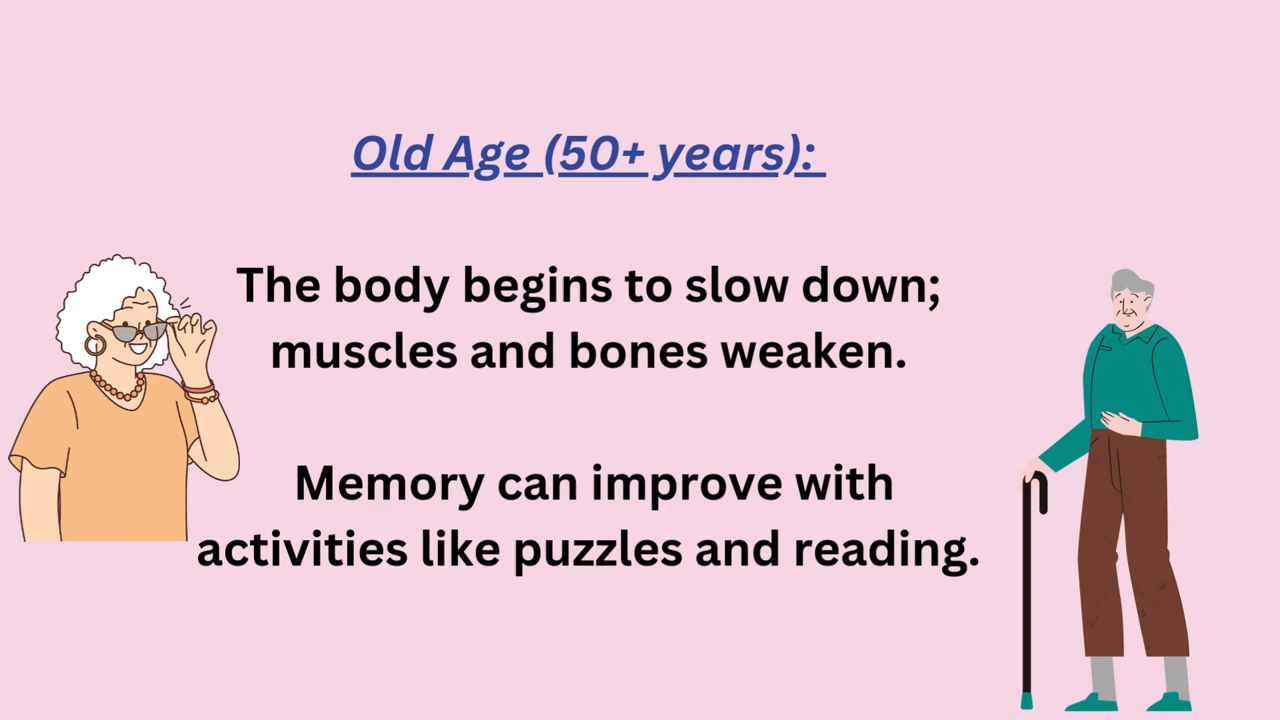 Old Age (50+ years):
The body begins to slow down;
muscles and bones weaken.
Memory can improve with
activities like puzzles and reading.